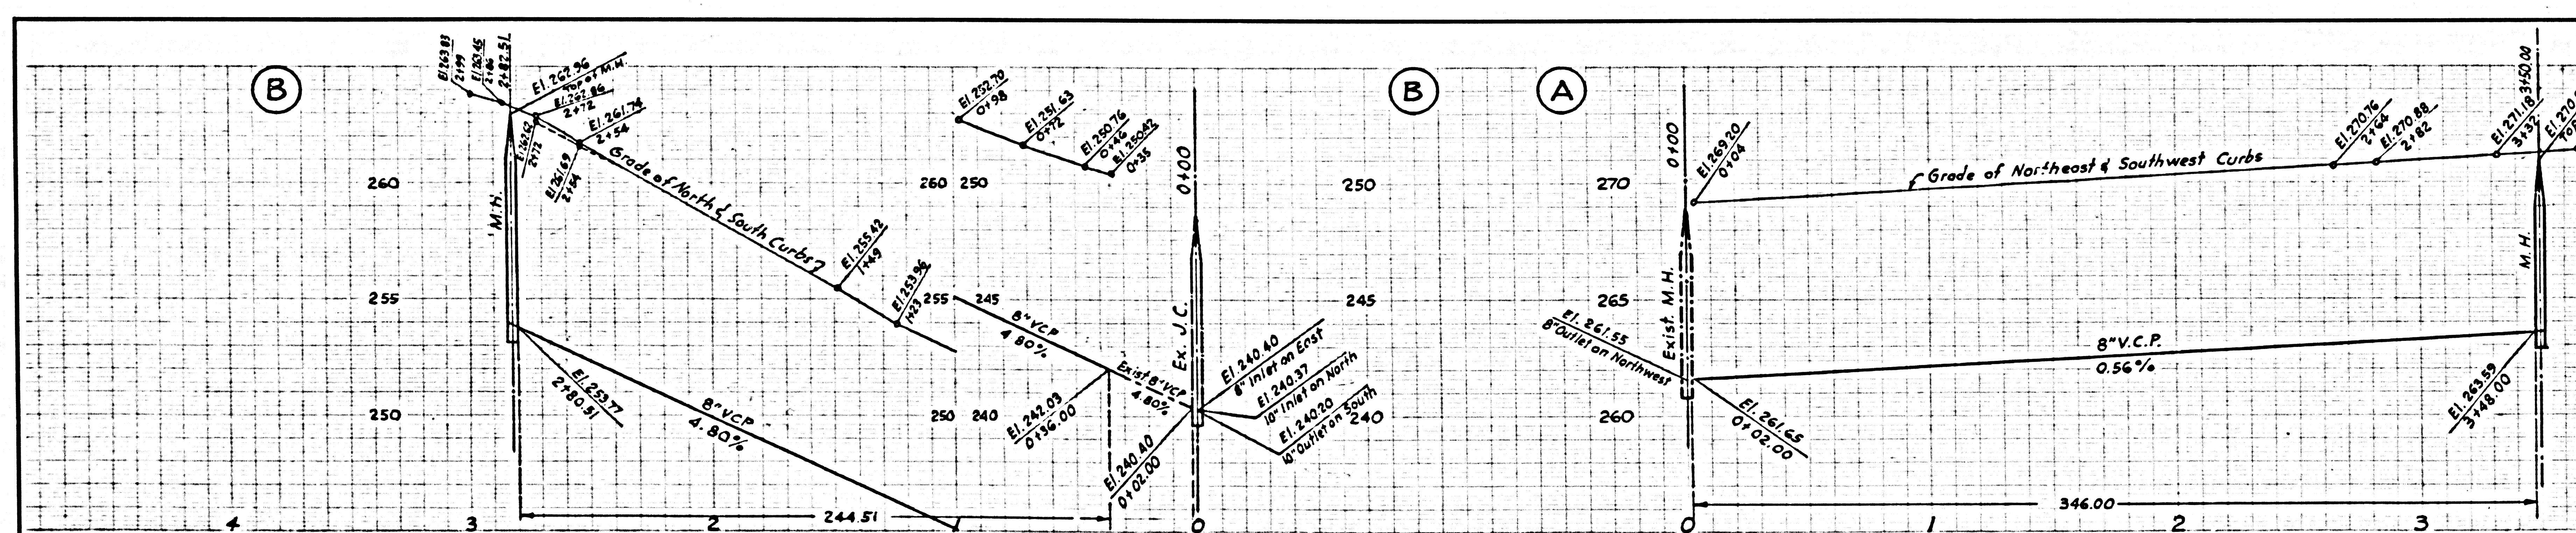 B
El.263.83
2+99
El.263.45
2+86
2+82.51
El.262.96
Top of M.H.
El.262.86
2+72
El.261.74
2+54
El.262.62
2+72
El.261.69
2+54
Grade of North & South Curbs
260
M.H.
255
250
El.255.42
1+49
El.253.96
1+23
El.253.77
2+80.51
8" VCP
4.80%
244.51
4
3
2
260 250
255 245
250 240
El.252.70
0+98
El.251.63
0+72
El.250.76
0+46
El.250.42
0+35
0+00
B
8" VCP
4.80%
Exist 8" VCP
4.80%
Ex. J.C.
El.242.03
0+36.00
El.240.40
0+02.00
El.240.40
8" Inlet on East
El.240.37
10" Inlet on North
El.240.20
10" Outlet on South
250
245
240
0
A
270
265
260
0+00
El.269.20
0+04
Grade of Northeast & Southwest Curbs
El.270.76
2+64
El.270.88
2+82
El.271.18
3+32
3+50.00
El.270.
Exist. M.H.
El. 261.55
8" Outlet on Northwest
El.261.65
0+02.00
8" V.C.P.
0.56%
M.H.
El.263.59
3+48.00
346.00
0
1
2
3